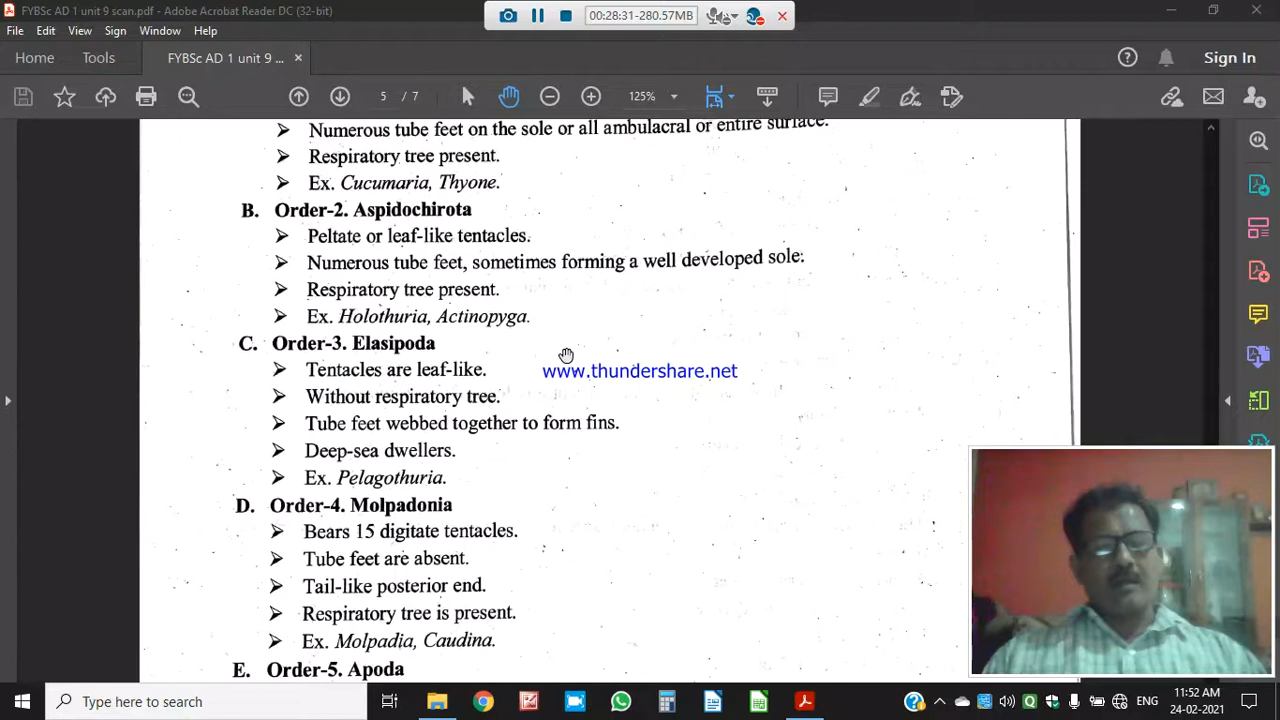 FYBSc AD 1 unit 9 scan.pdf - Adobe Acrobat Reader DC (32-bit)
00:28:31-280.57MB
File Edit View Sign Window Help
Home Tools FYBSc AD 1 unit 9 ... × Sign In
5 / 7 125%
➢ Numerous tube feet on the sole or all ambulacral or entire surface.
➢ Respiratory tree present.
➢ Ex. Cucumaria, Thyone.
B. Order-2. Aspidochirota
➢ Peltate or leaf-like tentacles.
➢ Numerous tube feet, sometimes forming a well developed sole.
➢ Respiratory tree present.
➢ Ex. Holothuria, Actinopyga.
C. Order-3. Elasipoda
➢ Tentacles are leaf-like.
www.thundershare.net
➢ Without respiratory tree.
➢ Tube feet webbed together to form fins.
➢ Deep-sea dwellers.
➢ Ex. Pelagothuria.
D. Order-4. Molpadonia
➢ Bears 15 digitate tentacles.
➢ Tube feet are absent.
➢ Tail-like posterior end.
➢ Respiratory tree is present.
➢ Ex. Molpadia, Caudina.
E. Order-5. Apoda
Type here to search
ENG
11:52 AM
24-02-2021